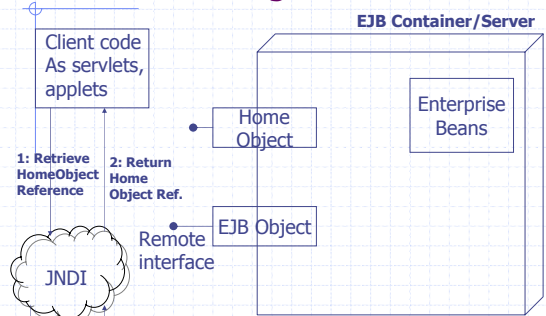 EJB Container/Server
Client code
As servlets,
applets
Home
Object
Enterprise
Beans
1: Retrieve
HomeObject
Reference
2: Return
Home
Object Ref.
EJB Object
Remote
interface
JNDI